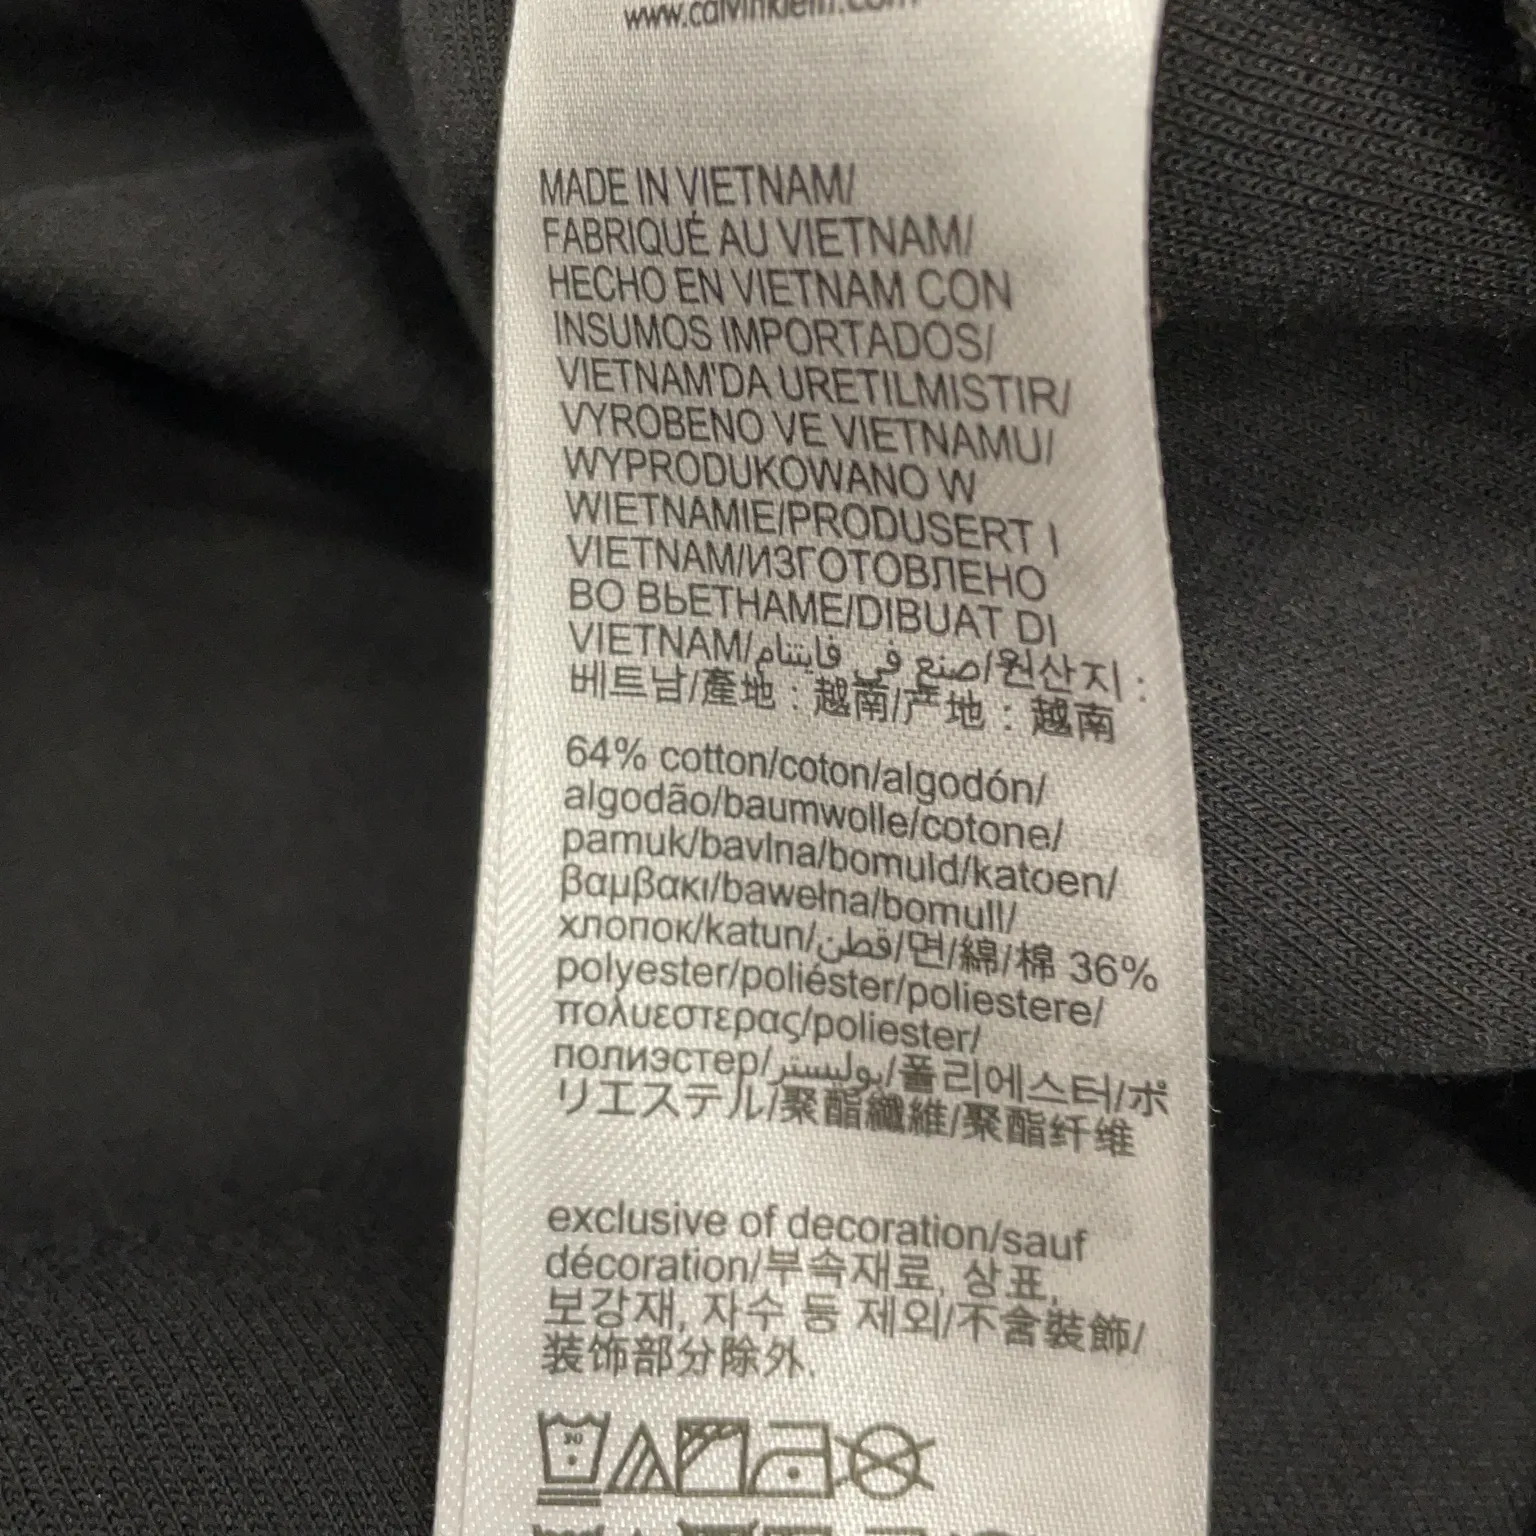 www.calvinklein.com
MADE IN VIETNAM/
FABRIQUÉ AU VIETNAM/
HECHO EN VIETNAM CON
INSUMOS IMPORTADOS/
VIETNAM'DA URETILMISTIR/
VYROBENO VE VIETNAMU/
WYPRODUKOWANO W
WIETNAMIE/PRODUSERT I
VIETNAM/ИЗГОТОВЛЕНО
ВО ВЬЕТНАМЕ/DIBUAT DI
VIETNAM/صنع في فايتنام/원산지 :
베트남/產地 : 越南/产地 : 越南
64% cotton/coton/algodón/
algodão/baumwolle/cotone/
pamuk/bavlna/bomuld/katoen/
βαμβακι/bawełna/bomull/
хлопок/katun/قطن/면/綿/棉 36%
polyester/poliéster/poliestere/
πολυεστερας/poliester/
полиэстер/بوليستر/폴리에스터/ポ
リエステル/聚酯纖維/聚酯纤维
exclusive of decoration/sauf
décoration/부속재료, 상표,
보강재, 자수 등 제외/不含裝飾/
装饰部分除外.
30